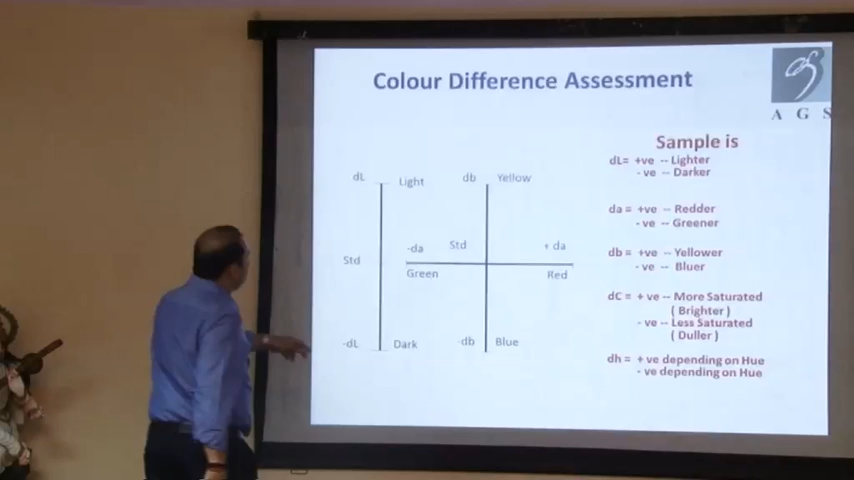 Colour Difference Assessment
A G S
Sample is
dL= +ve -- Lighter
- ve -- Darker
da = +ve -- Redder
- ve -- Greener
db = +ve -- Yellower
- ve -- Bluer
dC = + ve -- More Saturated
( Brighter )
- ve -- Less Saturated
( Duller )
dh = + ve depending on Hue
- ve depending on Hue
dL Light
Std
-dL Dark
db Yellow
-da Std + da
Green Red
-db Blue